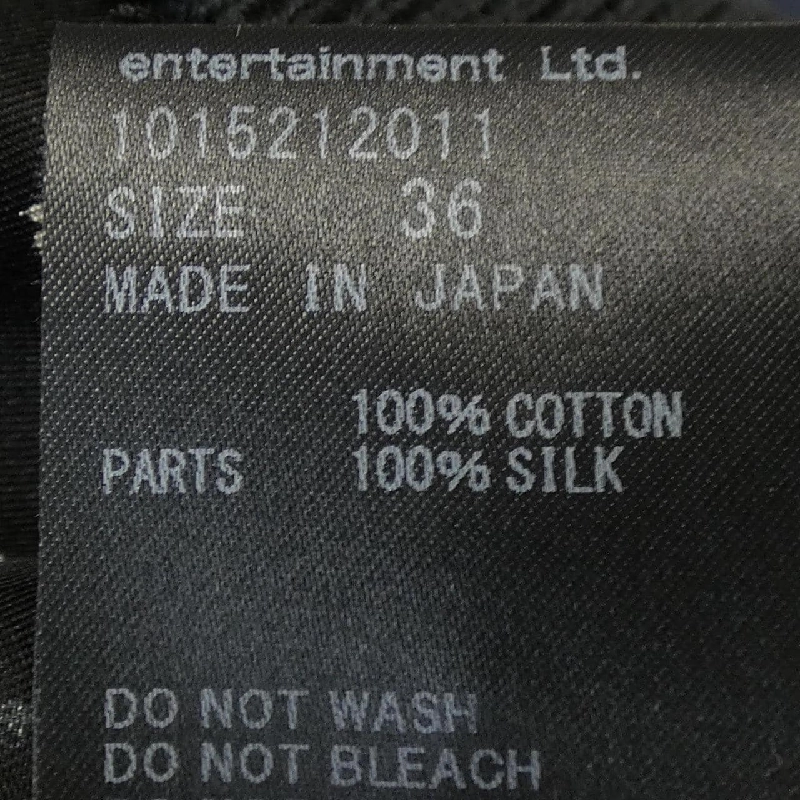 entertainment Ltd.
1015212011
SIZE 36
MADE IN JAPAN
100% COTTON
PARTS 100% SILK
DO NOT WASH
DO NOT BLEACH